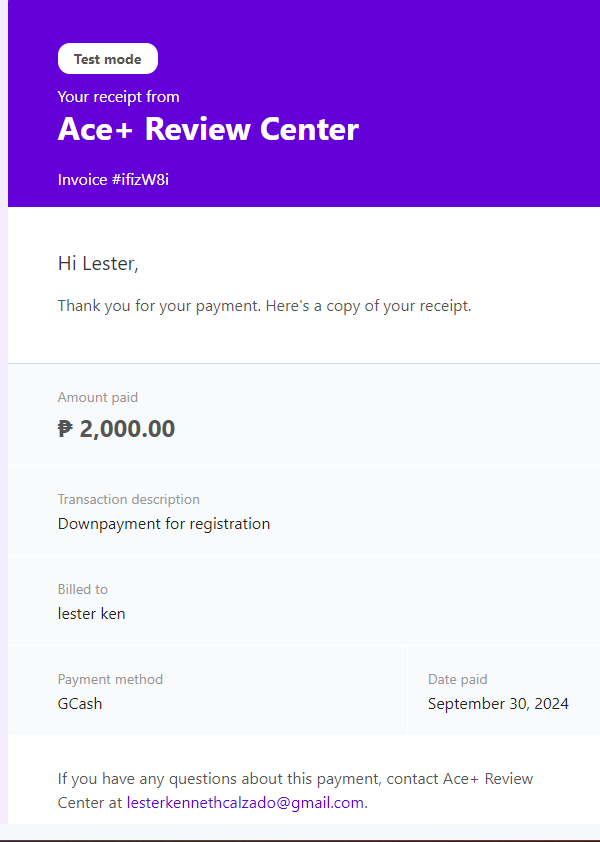 Test mode
Your receipt from
Ace+ Review Center
Invoice #ifizW8i
Hi Lester,
Thank you for your payment. Here's a copy of your receipt.
Amount paid
₱ 2,000.00
Transaction description
Downpayment for registration
Billed to
lester ken
Payment method
GCash
Date paid
September 30, 2024
If you have any questions about this payment, contact Ace+ Review
Center at lesterkennethcalzado@gmail.com.